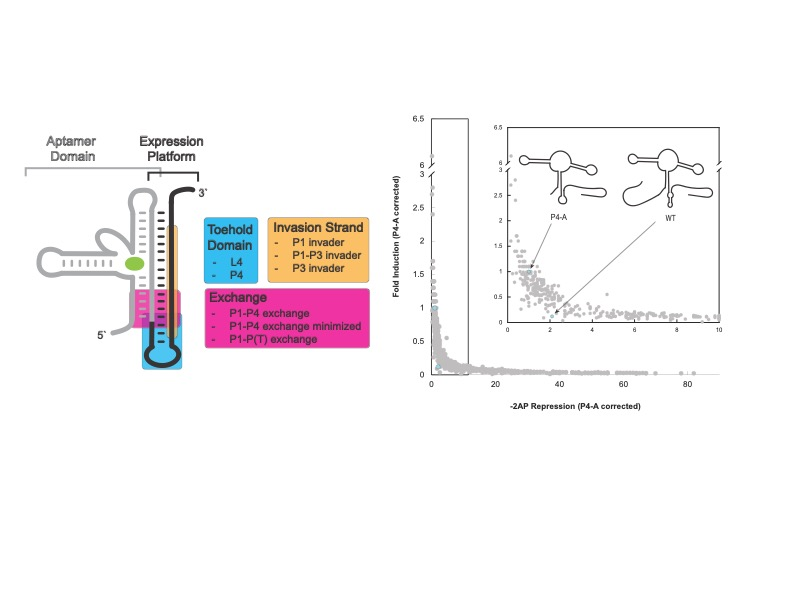 Aptamer
Domain
Expression
Platform
3`
5`
Toehold
Domain
- L4
- P4
Invasion Strand
- P1 invader
- P1-P3 invader
- P3 invader
Exchange
- P1-P4 exchange
- P1-P4 exchange minimized
- P1-P(T) exchange
Fold Induction (P4-A corrected)
6.5
6
3
2.5
2
1.5
1
0.5
0
0 20 40 60 80
-2AP Repression (P4-A corrected)
6.5
6
3
2.5
2
1.5
1
0.5
0
0 2 4 6 8 10
P4-A
WT